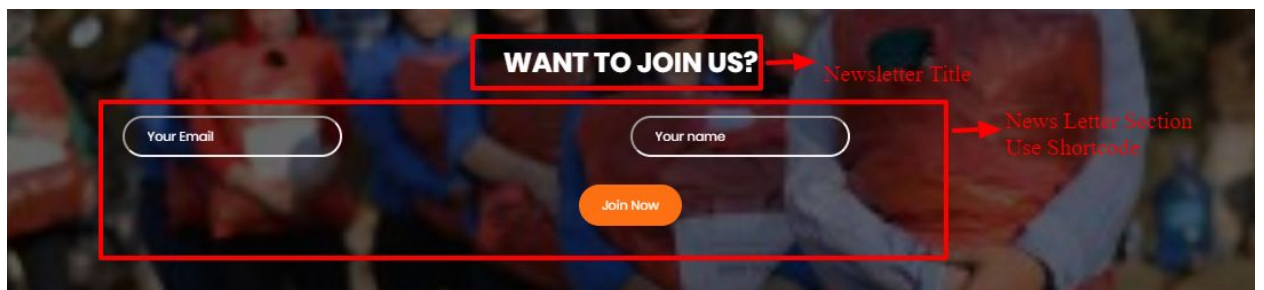 WANT TO JOIN US?
Newsletter Title
Your Email
Your name
News Letter Section
Use Shortcode
Join Now